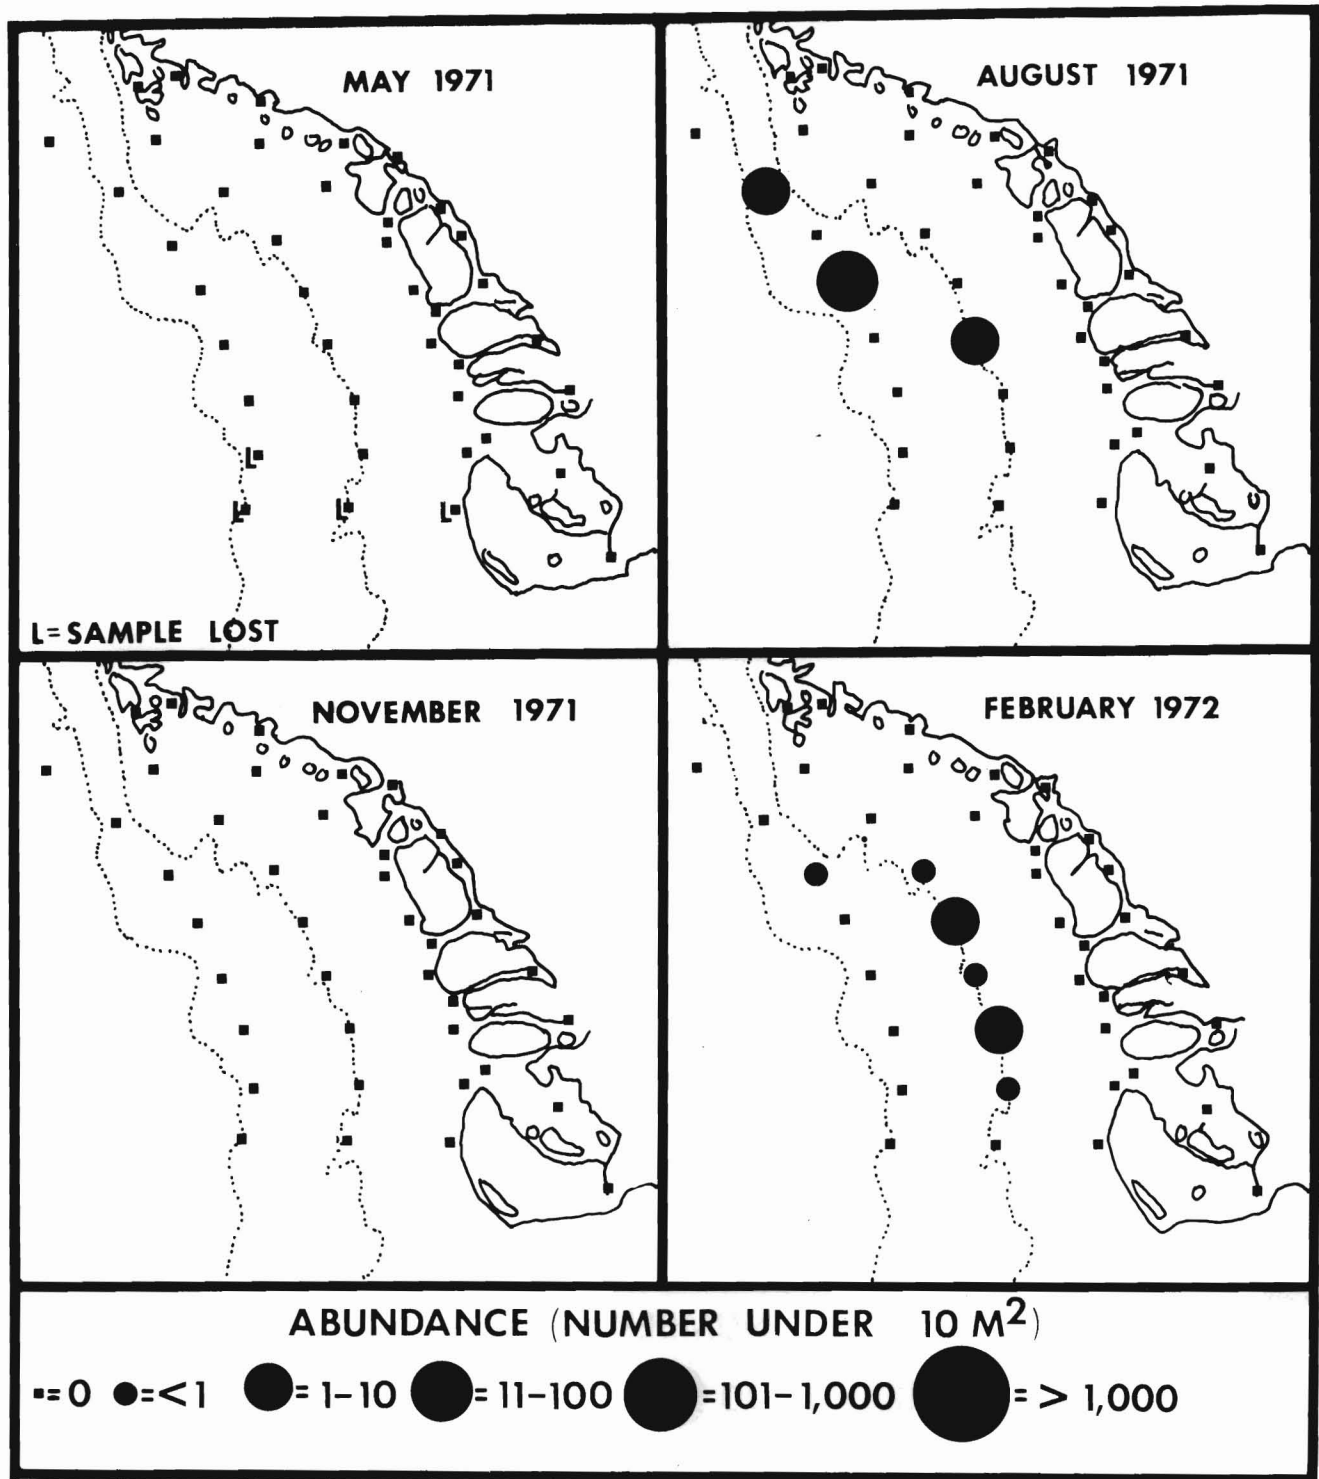 MAY 1971
AUGUST 1971
L
L
L
L
L=SAMPLE LOST
NOVEMBER 1971
FEBRUARY 1972
ABUNDANCE (NUMBER UNDER 10 M²)
=0 =<1 =1-10 =11-100 =101-1,000 => 1,000